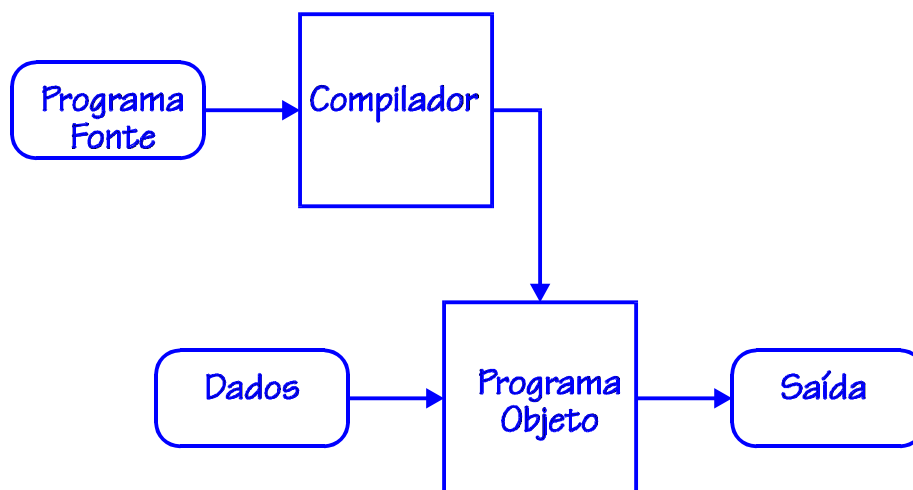 Programa
Fonte
Compilador
Dados
Programa
Objeto
Saída